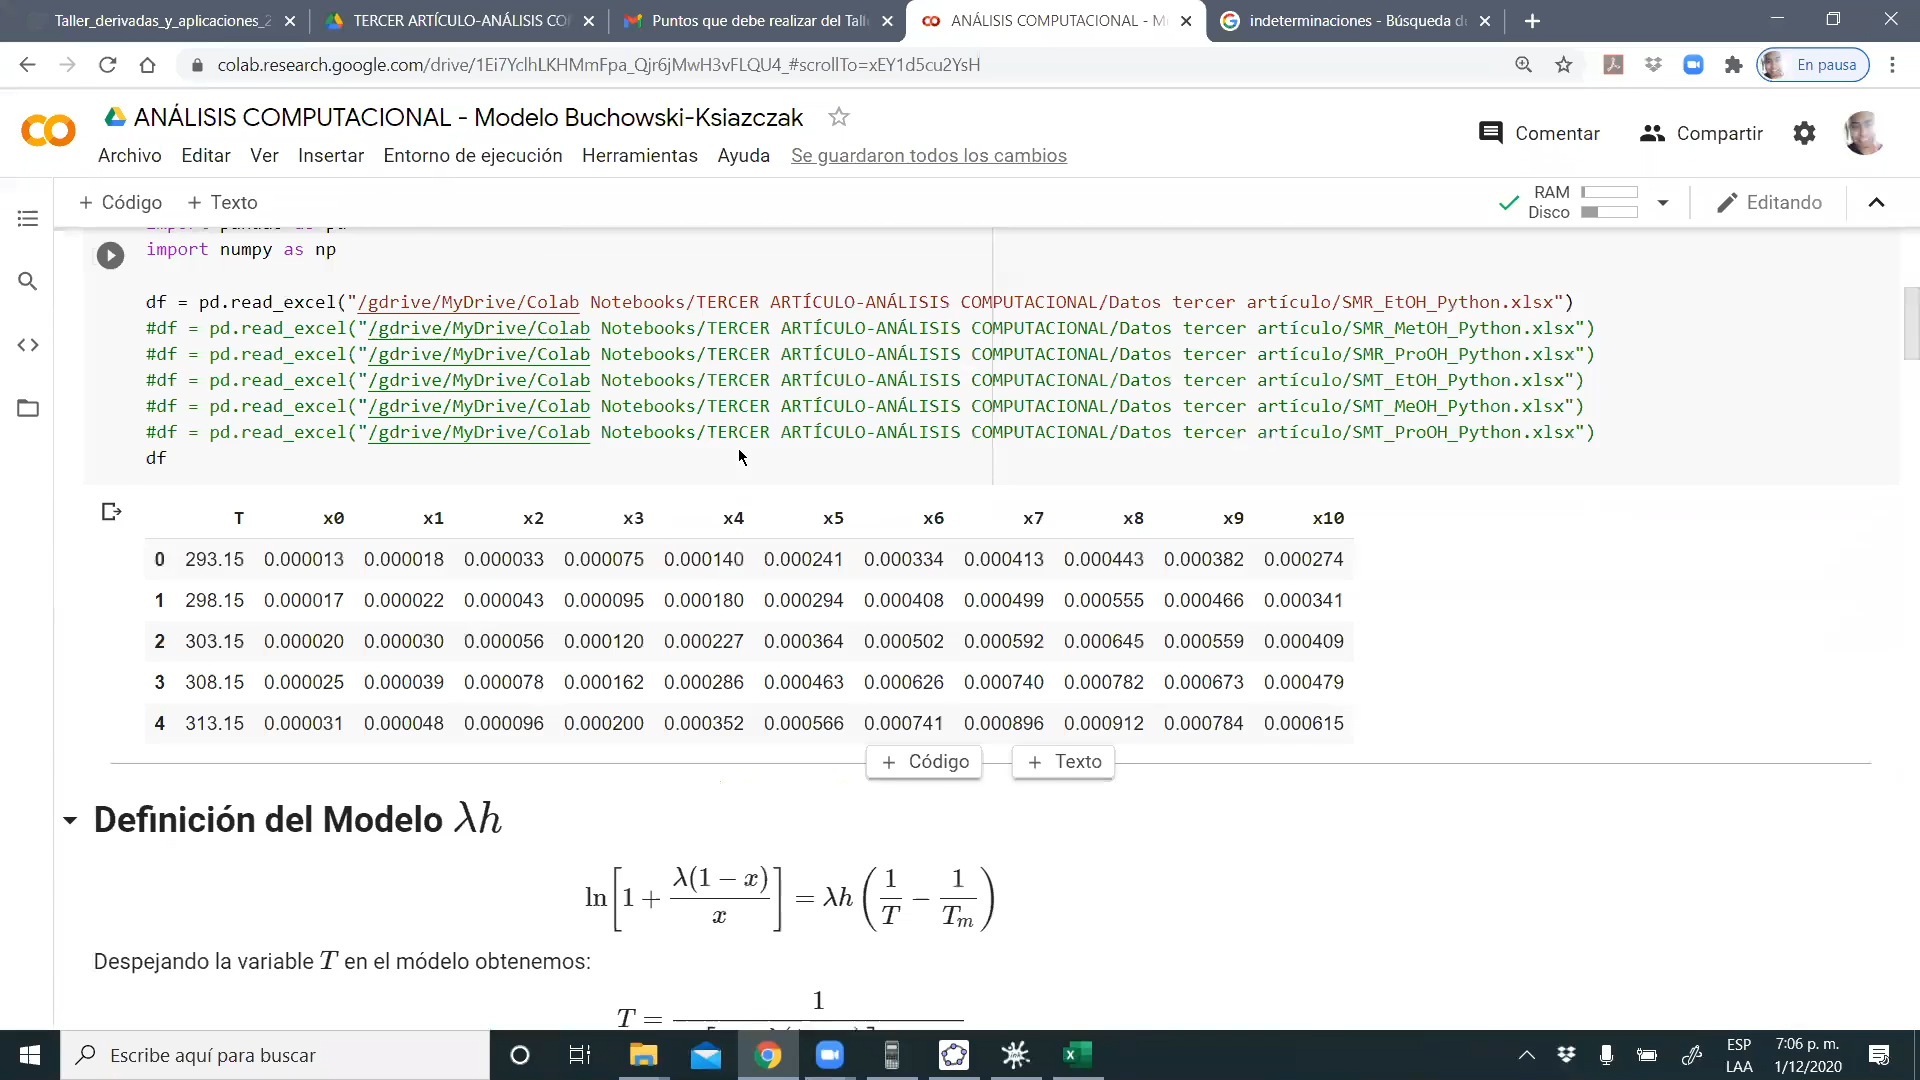 Taller_derivadas_y_aplicaciones_2
TERCER ARTÍCULO-ANÁLISIS CO
Puntos que debe realizar del Tall
ANÁLISIS COMPUTACIONAL - M
indeterminaciones - Búsqueda d
colab.research.google.com/drive/1Ei7YclhLKHMmFpa_Qjr6jMwH3vFLQU4_#scrollTo=xEY1d5cu2YsH
En pausa
ANÁLISIS COMPUTACIONAL - Modelo Buchowski-Ksiazczak
Comentar
Compartir
Archivo Editar Ver Insertar Entorno de ejecución Herramientas Ayuda Se guardaron todos los cambios
+ Código + Texto
RAM
Disco
Editando
import pandas as pd
import numpy as np
df = pd.read_excel("/gdrive/MyDrive/Colab Notebooks/TERCER ARTÍCULO-ANÁLISIS COMPUTACIONAL/Datos tercer artículo/SMR_EtOH_Python.xlsx")
#df = pd.read_excel("/gdrive/MyDrive/Colab Notebooks/TERCER ARTÍCULO-ANÁLISIS COMPUTACIONAL/Datos tercer artículo/SMR_MetOH_Python.xlsx")
#df = pd.read_excel("/gdrive/MyDrive/Colab Notebooks/TERCER ARTÍCULO-ANÁLISIS COMPUTACIONAL/Datos tercer artículo/SMR_ProOH_Python.xlsx")
#df = pd.read_excel("/gdrive/MyDrive/Colab Notebooks/TERCER ARTÍCULO-ANÁLISIS COMPUTACIONAL/Datos tercer artículo/SMT_EtOH_Python.xlsx")
#df = pd.read_excel("/gdrive/MyDrive/Colab Notebooks/TERCER ARTÍCULO-ANÁLISIS COMPUTACIONAL/Datos tercer artículo/SMT_MeOH_Python.xlsx")
#df = pd.read_excel("/gdrive/MyDrive/Colab Notebooks/TERCER ARTÍCULO-ANÁLISIS COMPUTACIONAL/Datos tercer artículo/SMT_ProOH_Python.xlsx")
df
T x0 x1 x2 x3 x4 x5 x6 x7 x8 x9 x10
0 293.15 0.000013 0.000018 0.000033 0.000075 0.000140 0.000241 0.000334 0.000413 0.000443 0.000382 0.000274
1 298.15 0.000017 0.000022 0.000043 0.000095 0.000180 0.000294 0.000408 0.000499 0.000555 0.000466 0.000341
2 303.15 0.000020 0.000030 0.000056 0.000120 0.000227 0.000364 0.000502 0.000592 0.000645 0.000559 0.000409
3 308.15 0.000025 0.000039 0.000078 0.000162 0.000286 0.000463 0.000626 0.000740 0.000782 0.000673 0.000479
4 313.15 0.000031 0.000048 0.000096 0.000200 0.000352 0.000566 0.000741 0.000896 0.000912 0.000784 0.000615
+ Código + Texto
Definición del Modelo λh
ln[1 + λ(1 − x)/x] = λh (1/T − 1/Tm)
Despejando la variable T en el módelo obtenemos:
T = 1
Escribe aquí para buscar
ESP
LAA
7:06 p. m.
1/12/2020